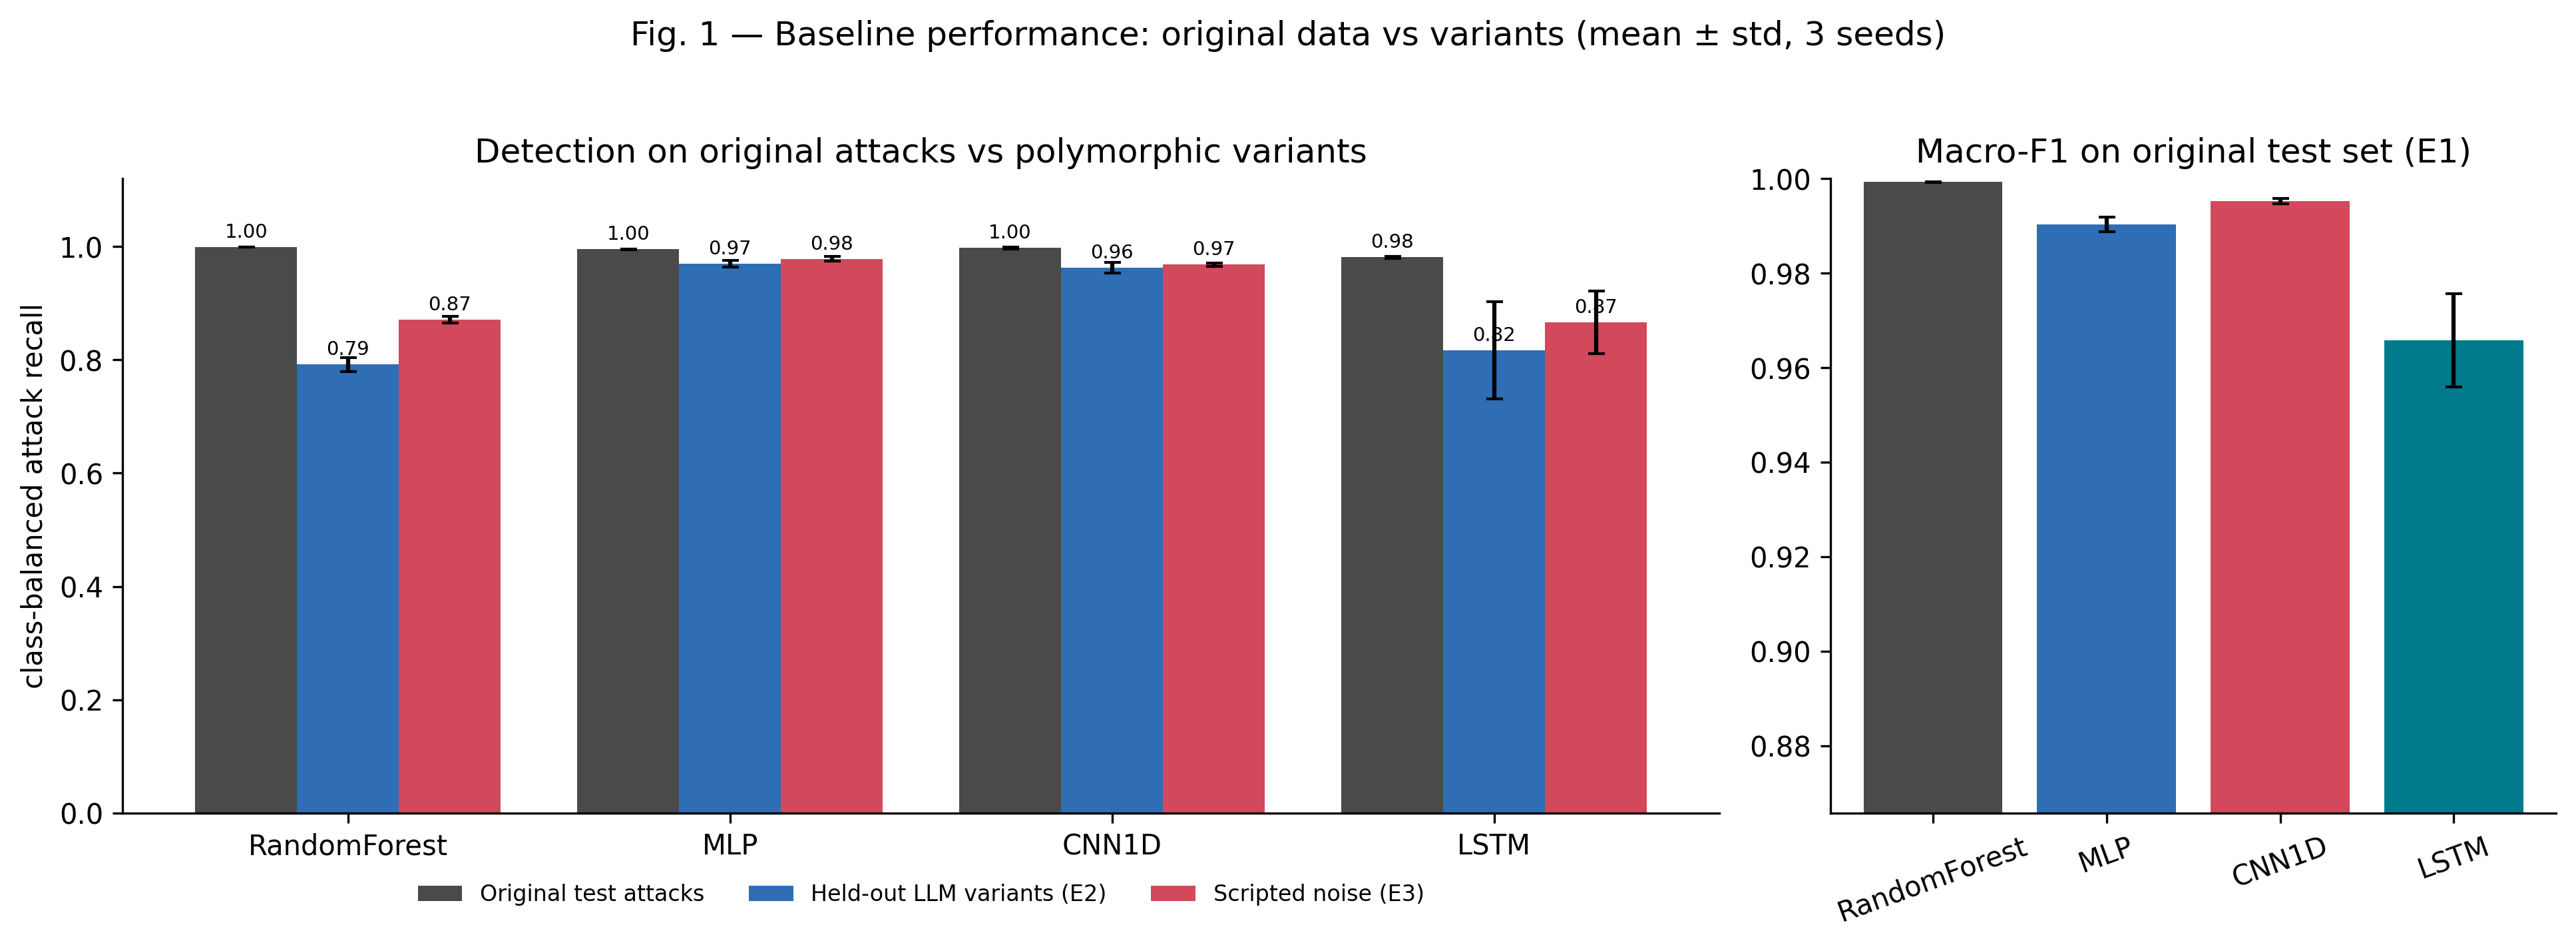 Fig. 1 — Baseline performance: original data vs variants (mean ± std, 3 seeds)
Detection on original attacks vs polymorphic variants
class-balanced attack recall
1.0
0.8
0.6
0.4
0.2
0.0
1.00
0.79
0.87
1.00
0.97
0.98
1.00
0.96
0.97
0.98
0.82
0.87
RandomForest
MLP
CNN1D
LSTM
Original test attacks
Held-out LLM variants (E2)
Scripted noise (E3)
Macro-F1 on original test set (E1)
1.00
0.98
0.96
0.94
0.92
0.90
0.88
RandomForest
MLP
CNN1D
LSTM